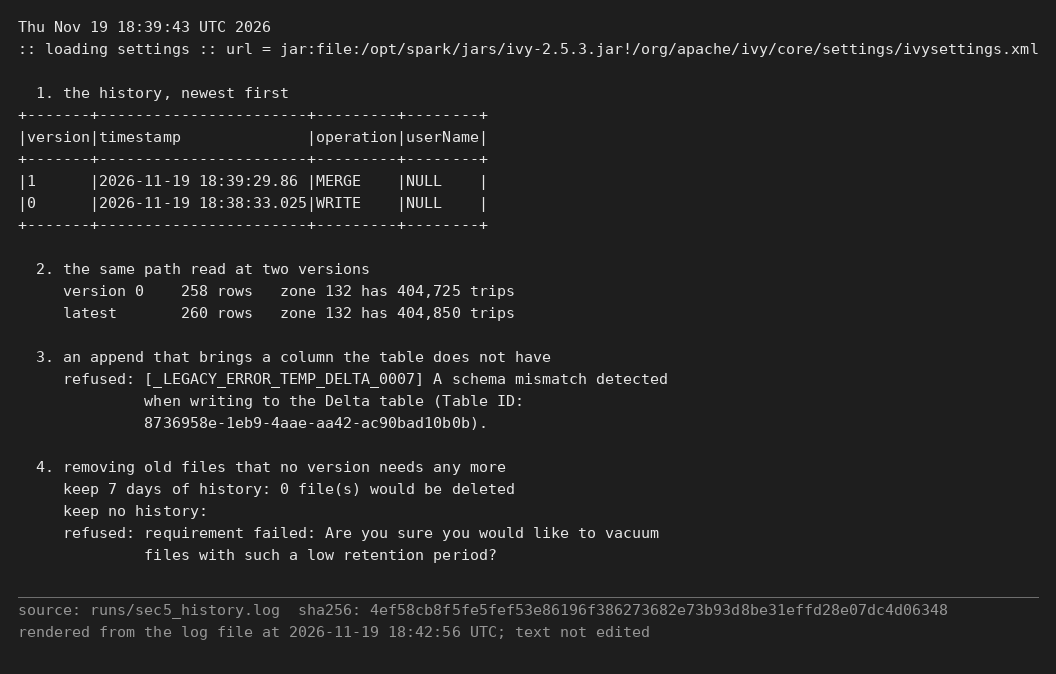 Thu Nov 19 18:39:43 UTC 2026
:: loading settings :: url = jar:file:/opt/spark/jars/ivy-2.5.3.jar!/org/apache/ivy/core/settings/ivysettings.xml
  1. the history, newest first
+-------+-----------------------+---------+--------+
|version|timestamp              |operation|userName|
+-------+-----------------------+---------+--------+
|1      |2026-11-19 18:39:29.86 |MERGE    |NULL    |
|0      |2026-11-19 18:38:33.025|WRITE    |NULL    |
+-------+-----------------------+---------+--------+
  2. the same path read at two versions
     version 0    258 rows   zone 132 has 404,725 trips
     latest       260 rows   zone 132 has 404,850 trips
  3. an append that brings a column the table does not have
     refused: [_LEGACY_ERROR_TEMP_DELTA_0007] A schema mismatch detected
              when writing to the Delta table (Table ID:
              8736958e-1eb9-4aae-aa42-ac90bad10b0b).
  4. removing old files that no version needs any more
     keep 7 days of history: 0 file(s) would be deleted
     keep no history:
     refused: requirement failed: Are you sure you would like to vacuum
              files with such a low retention period?
source: runs/sec5_history.log  sha256: 4ef58cb8f5fe5fef53e86196f386273682e73b93d8be31effd28e07dc4d06348
rendered from the log file at 2026-11-19 18:42:56 UTC; text not edited